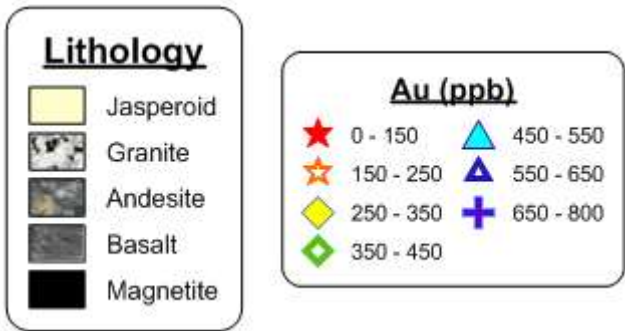 Lithology
Jasperoid
Granite
Andesite
Basalt
Magnetite
Au (ppb)
0 - 150
150 - 250
250 - 350
350 - 450
450 - 550
550 - 650
650 - 800